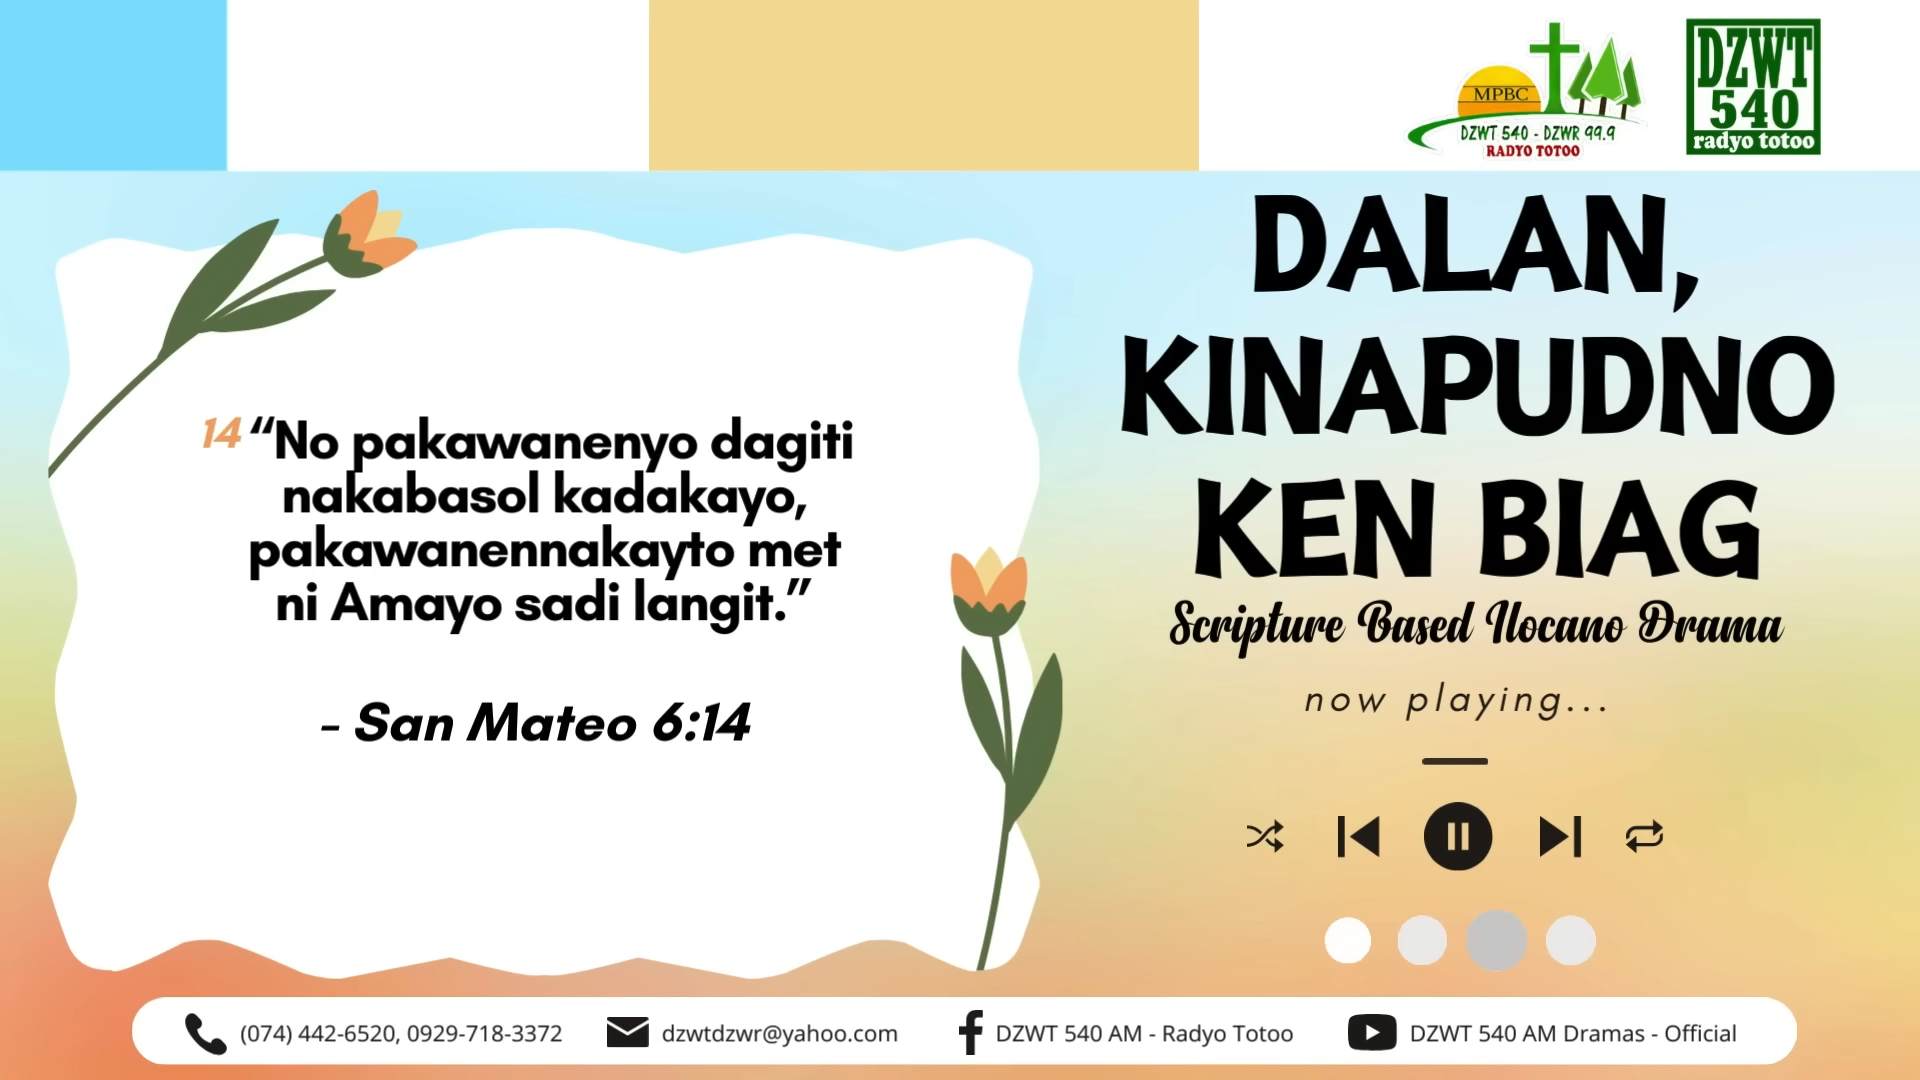 MPBC
DZWT 540 - DZWR 99.9
RADYO TOTOO
DZWT
540
radyo totoo
DALAN,
KINAPUDNO
KEN BIAG
Scripture Based Ilocano Drama
now playing...
14 “No pakawanenyo dagiti
nakabasol kadakayo,
pakawanennakayto met
ni Amayo sadi langit.”
- San Mateo 6:14
(074) 442-6520, 0929-718-3372
dzwtdzwr@yahoo.com
DZWT 540 AM - Radyo Totoo
DZWT 540 AM Dramas - Official